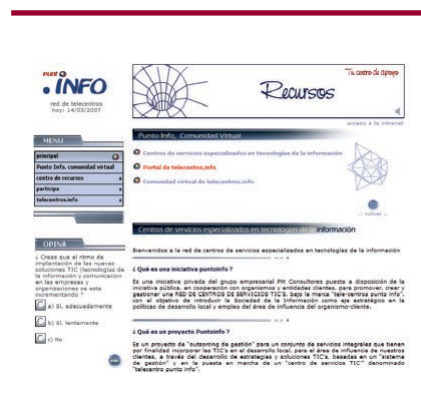 PUNTO
.INFO
red de telecentros
hoy: 14/03/2007
Tu centro de apoyo
Recursos
acceso a la intranet
MENU
principal
Punto Info, comunidad virtual
centro de recursos
participa
telecentros.info
Punto Info, Comunidad Virtual
Centros de servicios especializados en tecnologías de la información
Portal de telecentos.info
Comunidad virtual de telecentros.info
.: volver :.
OPINA
¿ Creas que el ritmo de
implantación de las nuevas
soluciones TIC (tecnologías de
la información y comunicación
en las empresas y
organizaciones se este
incrementando ?
a) Si, adecuadamente
b) Si, lentamente
c) No
Centros de servicios especializados en tecnologías de la información
Bienvenidos a la red de centros de servicios especializados en tecnologías de la información
¿ Qué es una iniciativa puntoinfo ?
Es una iniciativa privada del grupo empresarial
Consultores puesta a disposición de la
iniciativa pública, en cooperación con organismos y entidades clientes, para promover, crear y
gestionar una RED DE CENTROS DE SERVICIOS TIC'S, bajo la marca "tele-centros punto info",
con el objetivo de introducir la Sociedad de la Información como eje estratégico en la
políticas de desarrollo local y empleo del área de influencia del organismo-cliente.
¿ Qué es un proyecto Puntoinfo ?
Es un proyecto de "outsorcing de gestión" para un conjunto de servicios integrales que tienen
por finalidad incorporar las TIC's en el desarrollo local, para el área de influencia de nuestros
clientes, a través del desarrollo de estrategias y soluciones TIC's, basadas en un "sistema
de gestión" y en la puesta en marcha de un "centro de servicios TIC" denominado
"telecentro punto info".